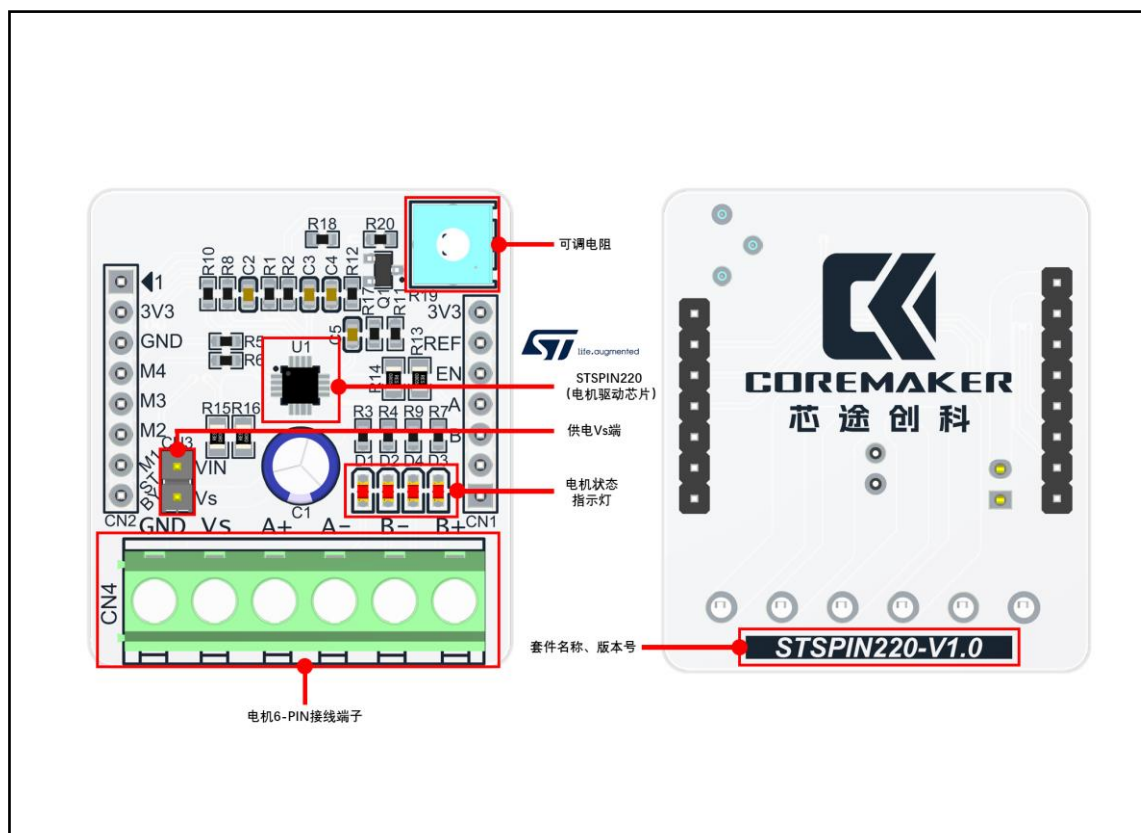 R18
R20
R10
R8
C2
R1
R2
C3
C4
R12
Q1
R17
R11
R19
1
3V3
GND
M4
M3
M2
M1
ST
BY
CN2
R5
R6
U1
C5
R14
R13
3V3
REF
EN
A
B
CN1
R15
R16
CN3
VIN
Vs
C1
R3
R4
R9
R7
D1
D2
D4
D3
GND
Vs
A+
A-
B-
B+
CN4
可调电阻
ST
life.augmented
STSPIN220
(电机驱动芯片)
供电Vs端
电机状态
指示灯
套件名称、版本号
电机6-PIN接线端子
COREMAKER
芯途创科
STSPIN220-V1.0